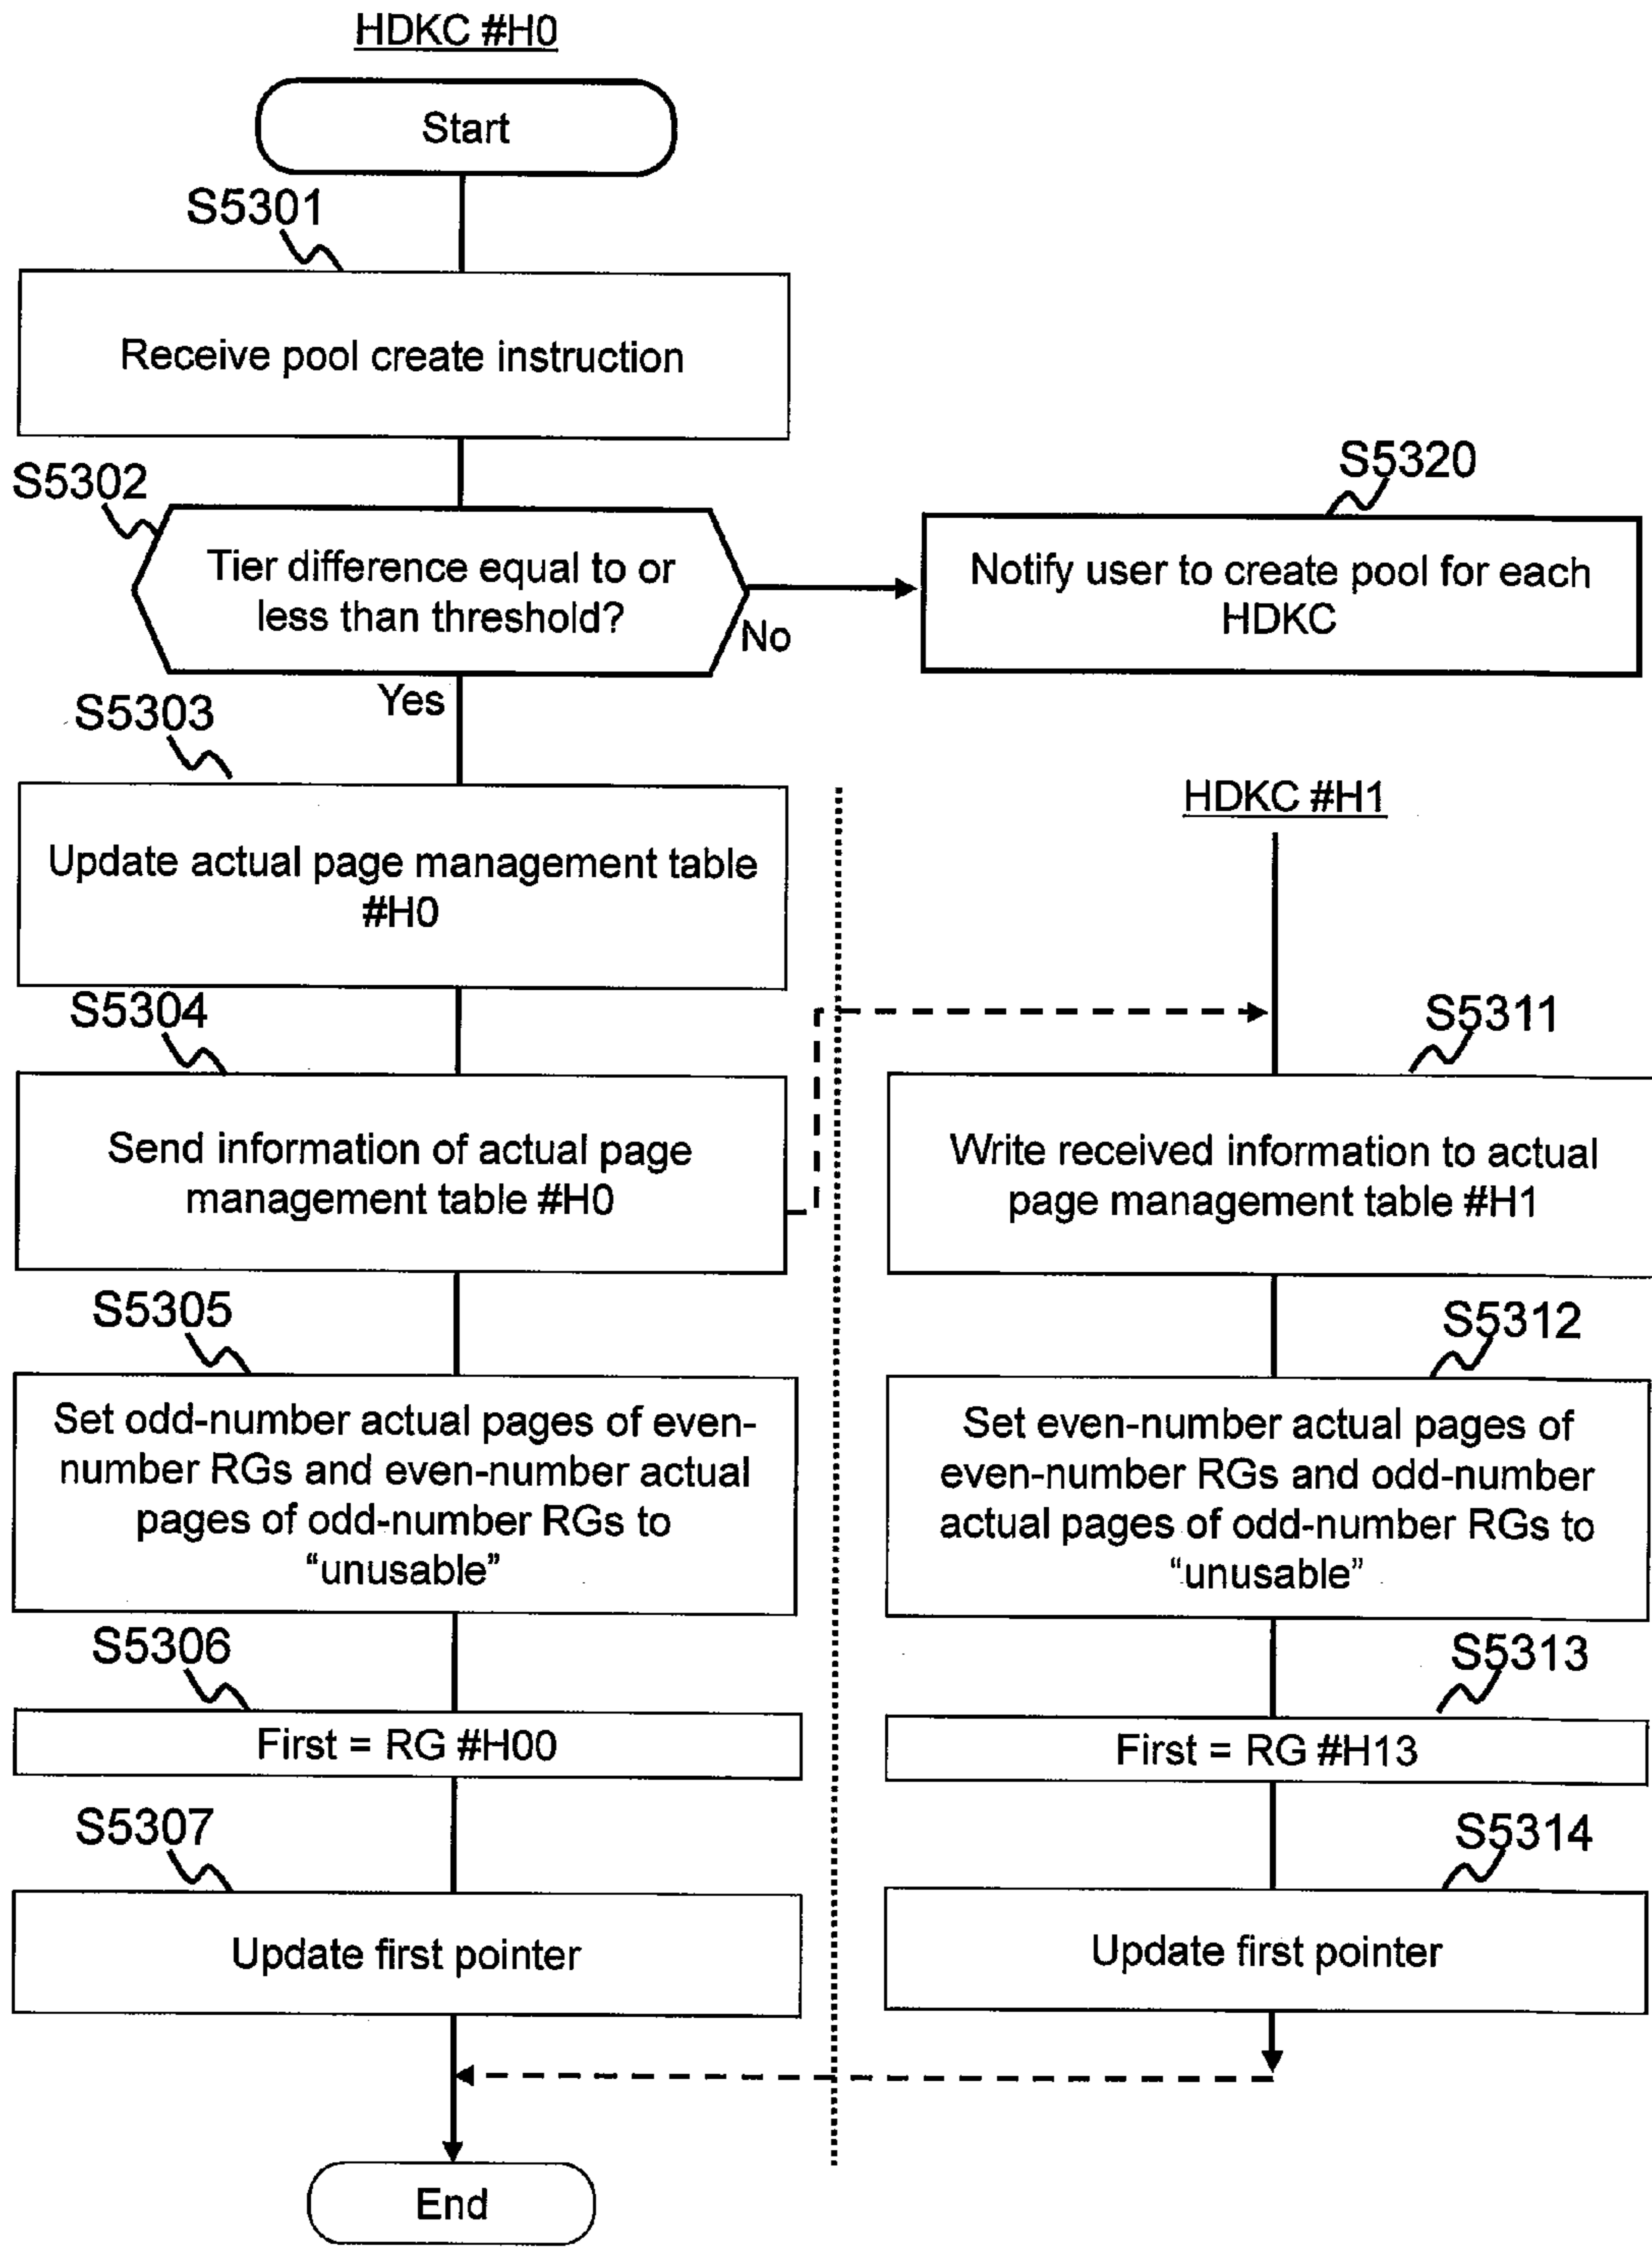 HDKC #H0
Start
S5301
Receive pool create instruction
S5302
Tier difference equal to or
less than threshold?
No
Yes
S5320
Notify user to create pool for each
HDKC
S5303
Update actual page management table
#H0
HDKC #H1
S5304
Send information of actual page
management table #H0
S5311
Write received information to actual
page management table #H1
S5305
Set odd-number actual pages of even-
number RGs and even-number actual
pages of odd-number RGs to
“unusable”
S5312
Set even-number actual pages of
even-number RGs and odd-number
actual pages of odd-number RGs to
“unusable”
S5306
First = RG #H00
S5313
First = RG #H13
S5307
Update first pointer
S5314
Update first pointer
End